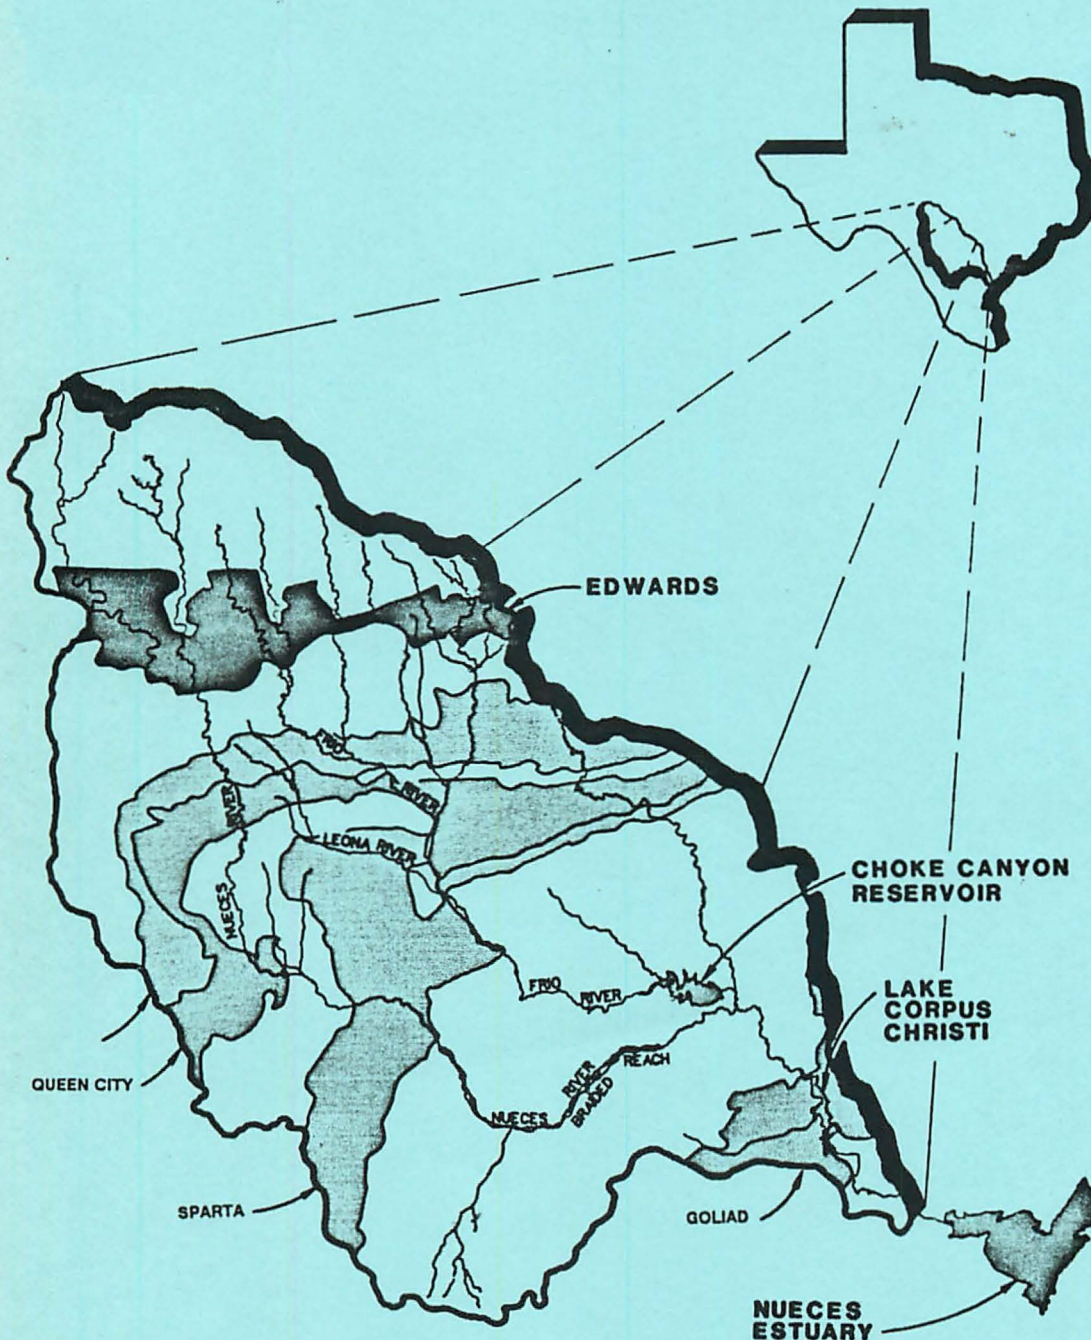 EDWARDS
FRIO
RIVER
RIVER
LEONA RIVER
NUECES
CHOKE CANYON
RESERVOIR
FRIO
RIVER
LAKE
CORPUS
CHRISTI
REACH
RIVER
BRAIDED
NUECES
QUEEN CITY
SPARTA
GOLIAD
NUECES
ESTUARY